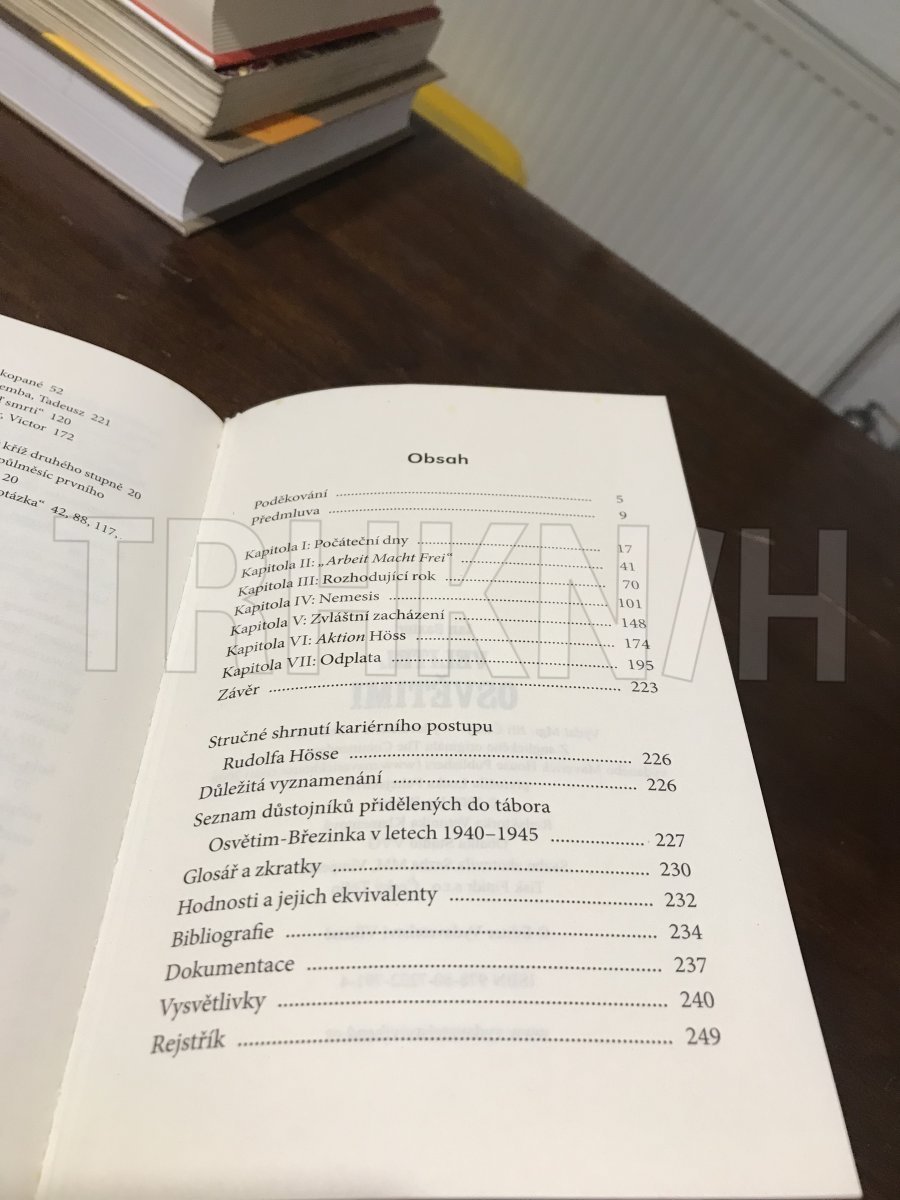 kopané 52
emba, Tadeusz 221
smrti“ 120
, Victor 172
kříž druhého stupně 20
půlměsíc prvního
20
otázka“ 42, 88, 117,
Obsah
Poděkování 5
Předmluva 9
Kapitola I: Počáteční dny 17
Kapitola II: „Arbeit Macht Frei“ 41
Kapitola III: Rozhodující rok 70
Kapitola IV: Nemesis 101
Kapitola V: Zvláštní zacházení 148
Kapitola VI: Aktion Höss 174
Kapitola VII: Odplata 195
Závěr 223
Stručné shrnutí kariérního postupu
Rudolfa Hösse 226
Důležitá vyznamenání 226
Seznam důstojníků přidělených do tábora
Osvětim-Březinka v letech 1940–1945 227
Glosář a zkratky 230
Hodnosti a jejich ekvivalenty 232
Bibliografie 234
Dokumentace 237
Vysvětlivky 240
Rejstřík 249
TRHKNIH